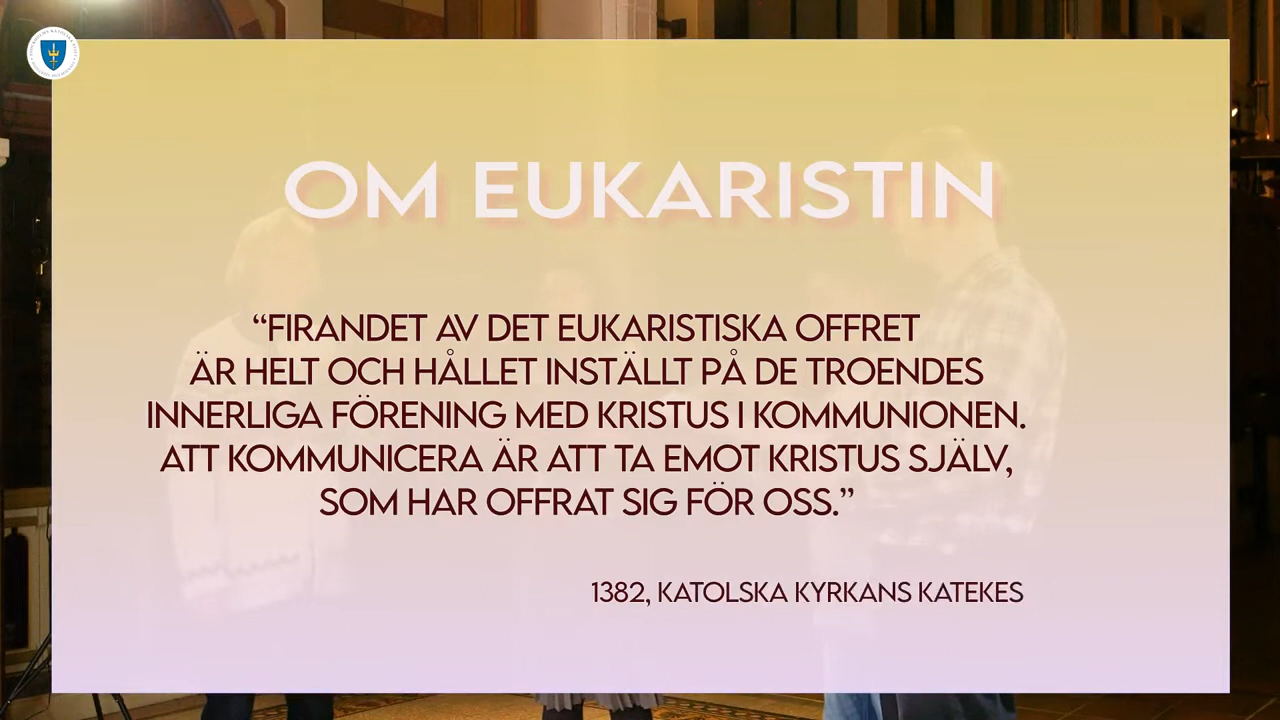 OM EUKARISTIN
“FIRANDET AV DET EUKARISTISKA OFFRET
ÄR HELT OCH HÅLLET INSTÄLLT PÅ DE TROENDES
INNERLIGA FÖRENING MED KRISTUS I KOMMUNIONEN.
ATT KOMMUNICERA ÄR ATT TA EMOT KRISTUS SJÄLV,
SOM HAR OFFRAT SIG FÖR OSS.”
1382, KATOLSKA KYRKANS KATEKES